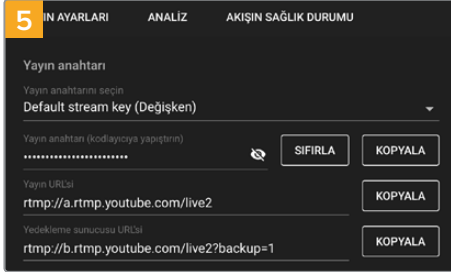 5
IN AYARLARI ANALİZ AKIŞIN SAĞLIK DURUMU
Yayın anahtarı
Yayın anahtarını seçin
Default stream key (Değişken)
Yayın anahtarı (kodlayıcıya yapıştırın)
••••••••••••••••••••••••
SIFIRLA KOPYALA
Yayın URL'si
rtmp://a.rtmp.youtube.com/live2
KOPYALA
Yedekleme sunucusu URL'si
rtmp://b.rtmp.youtube.com/live2?backup=1
KOPYALA